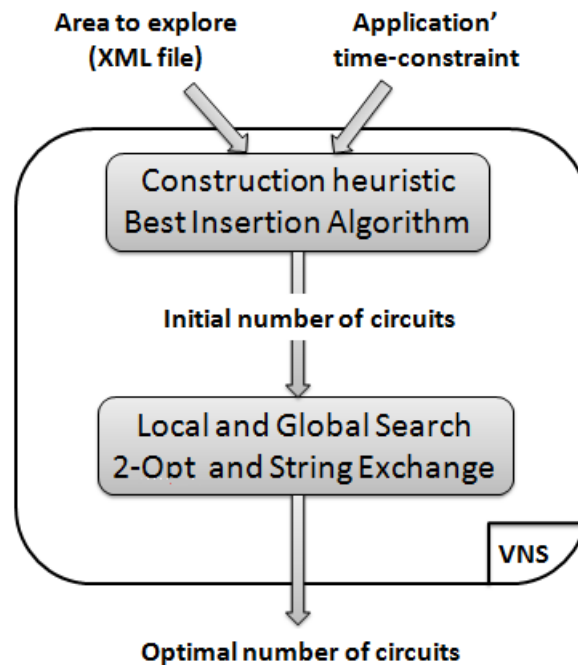 Area to explore
(XML file)
Application'
time-constraint
Construction heuristic
Best Insertion Algorithm
Initial number of circuits
Local and Global Search
2-Opt and String Exchange
VNS
Optimal number of circuits